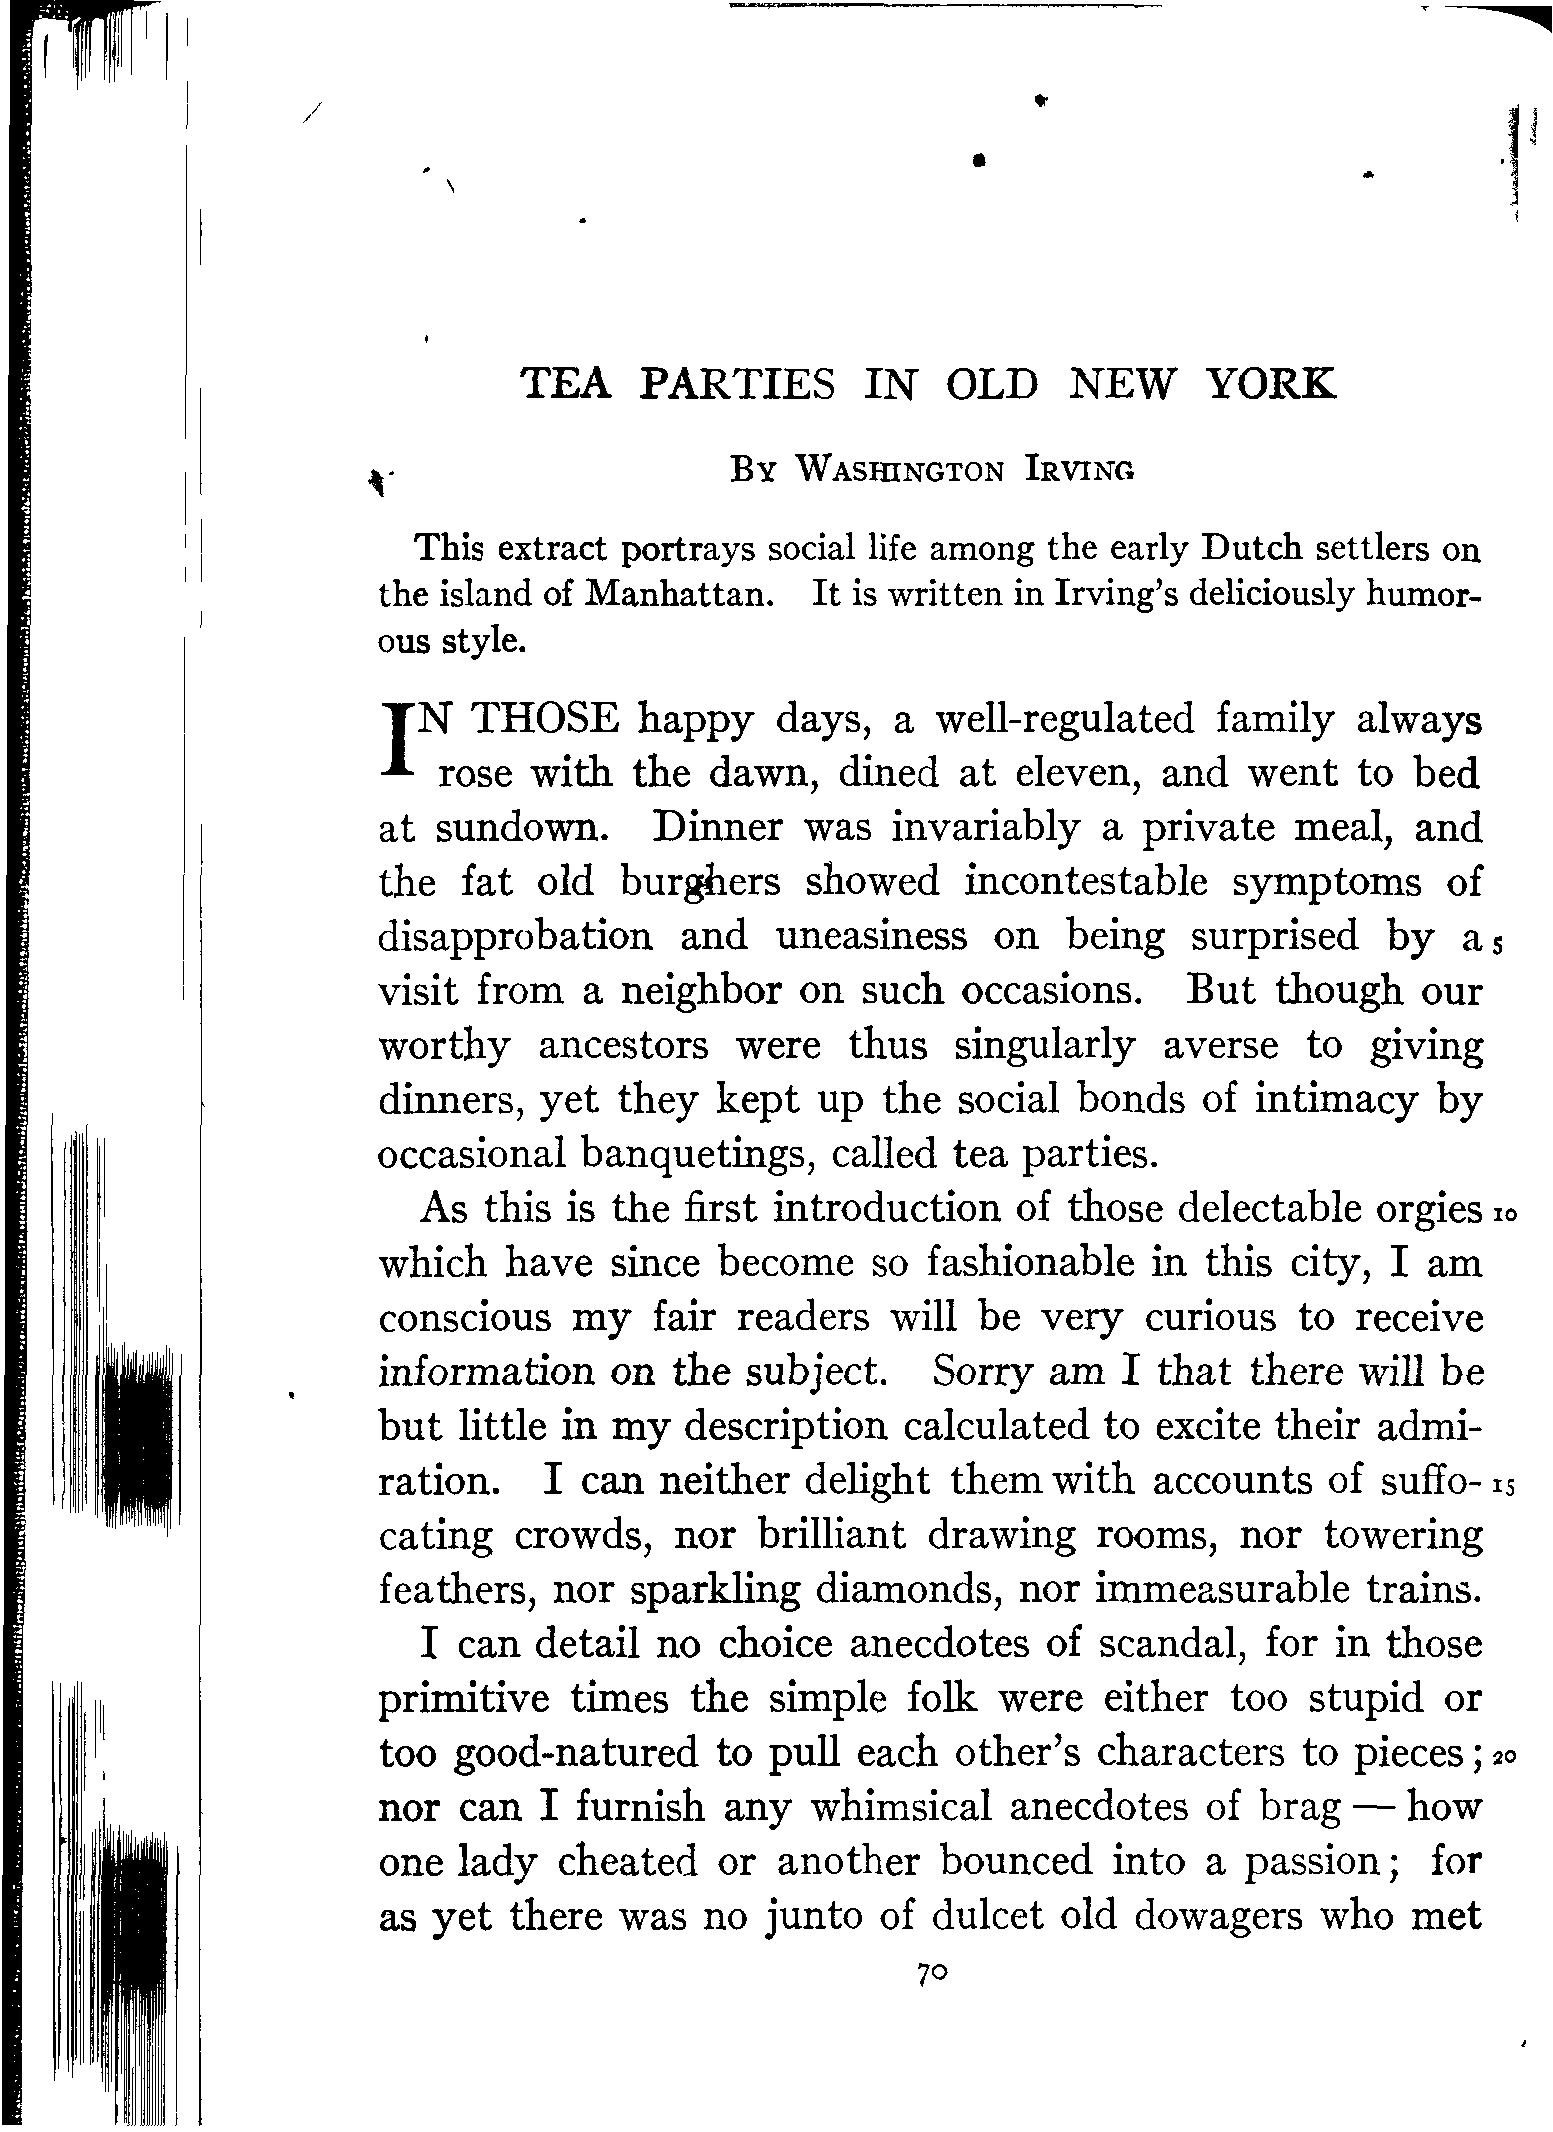 TEA PARTIES IN OLD NEW YORK
BY WASHINGTON IRVING
This extract portrays social life among the early Dutch settlers on
the island of Manhattan. It is written in Irving's deliciously humor-
ous style.
IN THOSE happy days, a well-regulated family always
rose with the dawn, dined at eleven, and went to bed
at sundown. Dinner was invariably a private meal, and
the fat old burghers showed incontestable symptoms of
disapprobation and uneasiness on being surprised by a 5
visit from a neighbor on such occasions. But though our
worthy ancestors were thus singularly averse to giving
dinners, yet they kept up the social bonds of intimacy by
occasional banquetings, called tea parties.
As this is the first introduction of those delectable orgies 10
which have since become so fashionable in this city, I am
conscious my fair readers will be very curious to receive
information on the subject. Sorry am I that there will be
but little in my description calculated to excite their admi-
ration. I can neither delight them with accounts of suffo- 15
cating crowds, nor brilliant drawing rooms, nor towering
feathers, nor sparkling diamonds, nor immeasurable trains.
I can detail no choice anecdotes of scandal, for in those
primitive times the simple folk were either too stupid or
too good-natured to pull each other's characters to pieces; 20
nor can I furnish any whimsical anecdotes of brag — how
one lady cheated or another bounced into a passion; for
as yet there was no junto of dulcet old dowagers who met
70